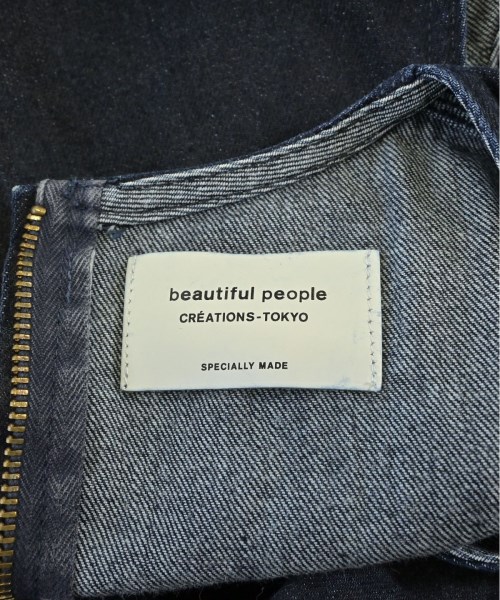 beautiful people
CRÉATIONS-TOKYO
SPECIALLY MADE